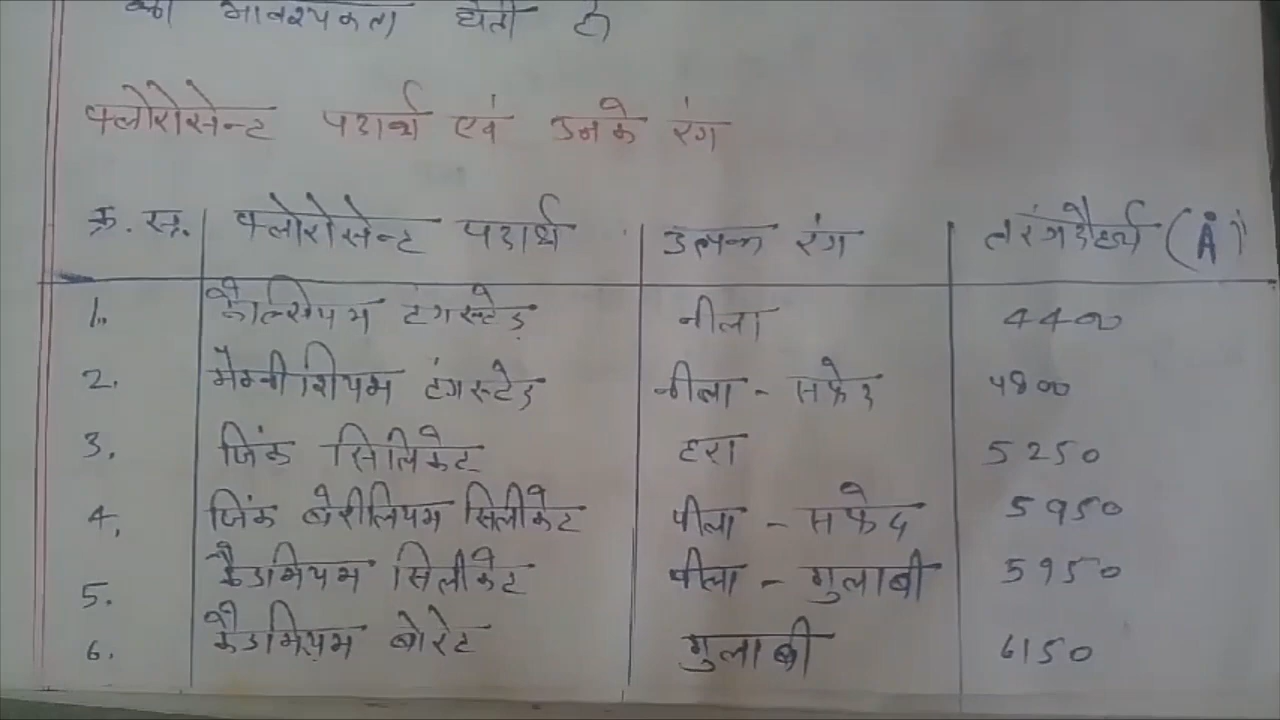 की आवश्यकता होती है
फ्लोरोसेन्ट पदार्थ एवं उनके रंग
क्र. स. फ्लोरोसेन्ट पदार्थ उत्पन्न रंग तरंगदैर्ध्य (Å)
1. कैल्सियम टंगस्टेड़ नीला 4400
2. मैग्नीशियम टंगस्टेड़ नीला - सफेद 4800
3. जिंक सिलिकेट हरा 5250
4. जिंक बेरीलियम सिलीकेट पीला - सफेद 5950
5. कैडमियम सिलीकेट पीला - गुलाबी 5950
6. कैडमियम बोरेट गुलाबी 6150